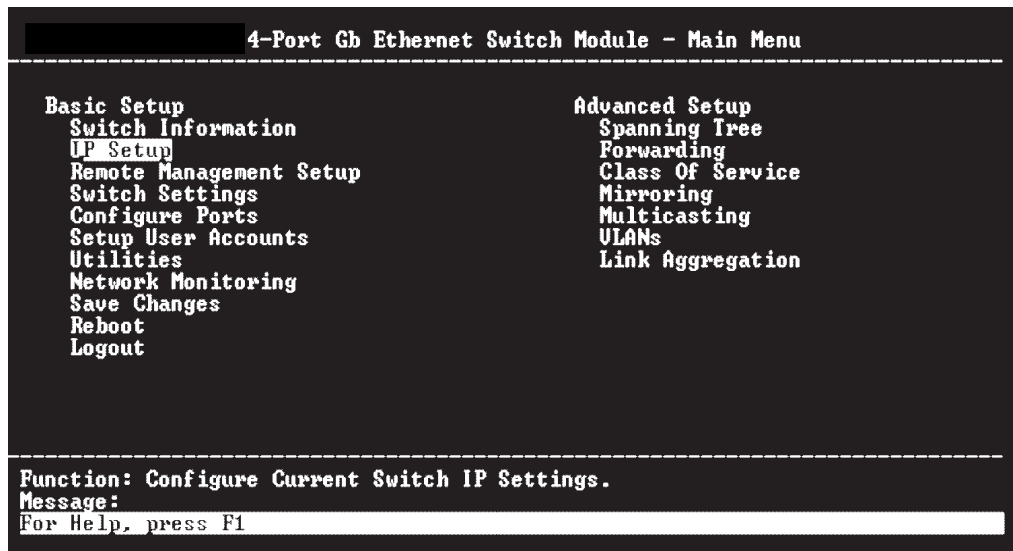 4-Port Gb Ethernet Switch Module - Main Menu
Basic Setup
Switch Information
IP Setup
Remote Management Setup
Switch Settings
Configure Ports
Setup User Accounts
Utilities
Network Monitoring
Save Changes
Reboot
Logout
Advanced Setup
Spanning Tree
Forwarding
Class Of Service
Mirroring
Multicasting
VLANs
Link Aggregation
Function: Configure Current Switch IP Settings.
Message:
For Help, press F1